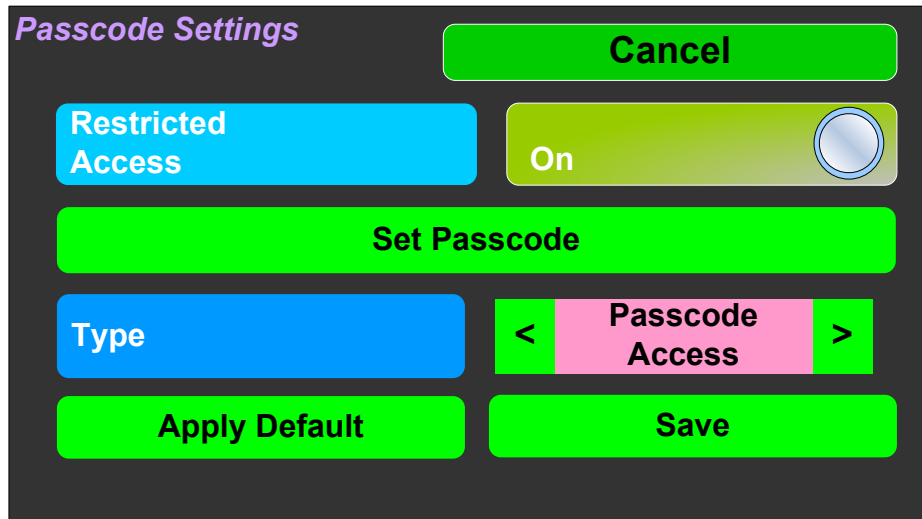 Passcode Settings
Cancel
Restricted
Access
On
Set Passcode
Type
<
Passcode
Access
>
Apply Default
Save